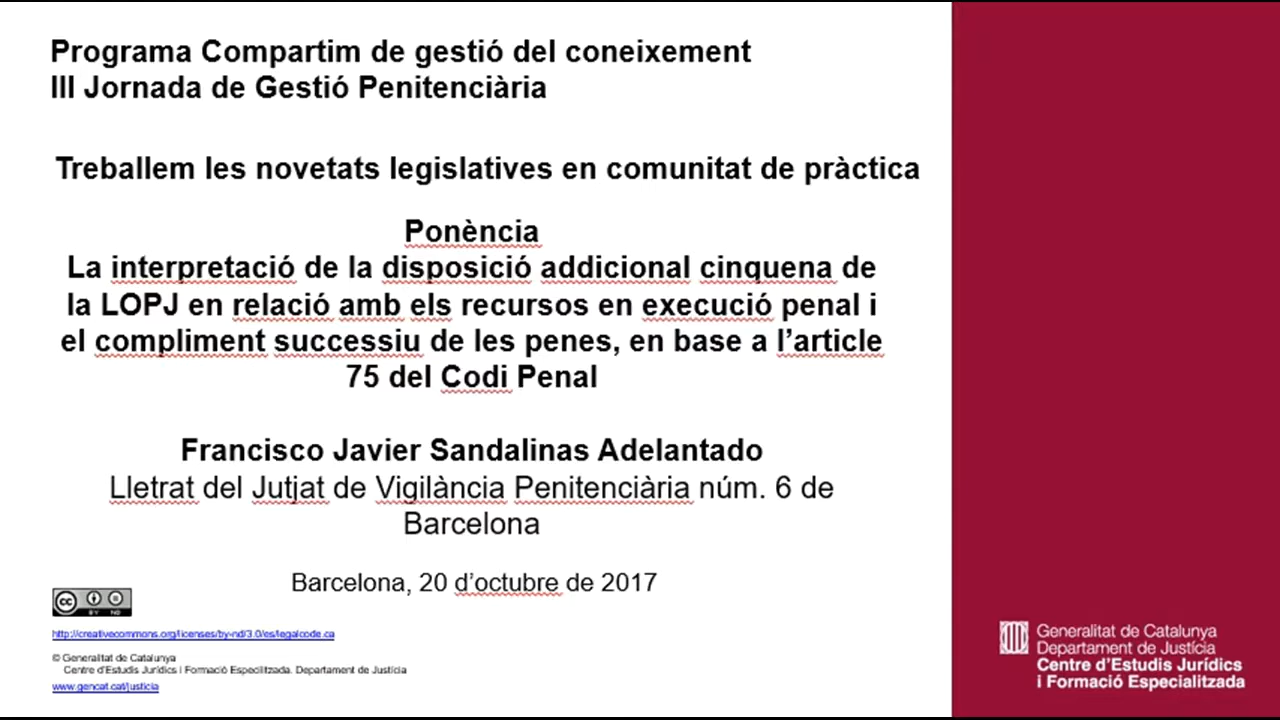 Programa Compartim de gestió del coneixement
III Jornada de Gestió Penitenciària
Treballem les novetats legislatives en comunitat de pràctica
Ponència
La interpretació de la disposició addicional cinquena de
la LOPJ en relació amb els recursos en execució penal i
el compliment successiu de les penes, en base a l'article
75 del Codi Penal
Francisco Javier Sandalinas Adelantado
Lletrat del Jutjat de Vigilància Penitenciària núm. 6 de
Barcelona
Barcelona, 20 d'octubre de 2017
cc
BY ND
http://creativecommons.org/licenses/by-nd/3.0/es/legalcode.ca
© Generalitat de Catalunya
Centre d'Estudis Jurídics i Formació Especilitzada. Departament de Justícia
www.gencat.cat/justicia
Generalitat de Catalunya
Departament de Justícia
Centre d'Estudis Jurídics
i Formació Especialitzada